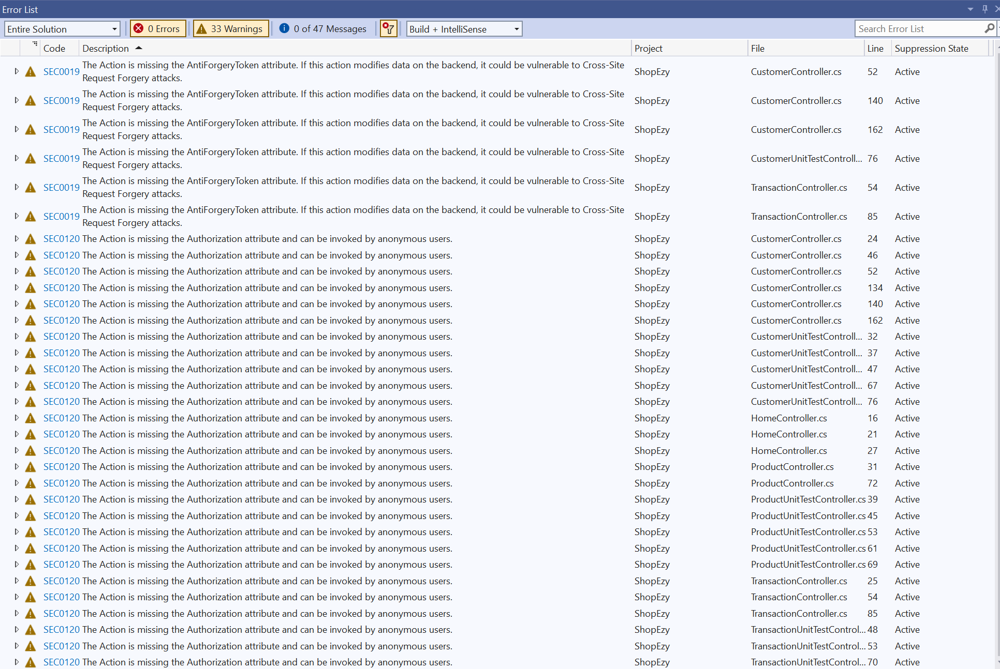 Error List
Entire Solution 0 Errors 33 Warnings 0 of 47 Messages Build + IntelliSense Search Error List
Code Description Project File Line Suppression State
SEC0019 The Action is missing the AntiForgeryToken attribute. If this action modifies data on the backend, it could be vulnerable to Cross-Site ShopEzy CustomerController.cs 52 Active
Request Forgery attacks.
SEC0019 The Action is missing the AntiForgeryToken attribute. If this action modifies data on the backend, it could be vulnerable to Cross-Site ShopEzy CustomerController.cs 140 Active
Request Forgery attacks.
SEC0019 The Action is missing the AntiForgeryToken attribute. If this action modifies data on the backend, it could be vulnerable to Cross-Site ShopEzy CustomerController.cs 162 Active
Request Forgery attacks.
SEC0019 The Action is missing the AntiForgeryToken attribute. If this action modifies data on the backend, it could be vulnerable to Cross-Site ShopEzy CustomerUnitTestControll... 76 Active
Request Forgery attacks.
SEC0019 The Action is missing the AntiForgeryToken attribute. If this action modifies data on the backend, it could be vulnerable to Cross-Site ShopEzy TransactionController.cs 54 Active
Request Forgery attacks.
SEC0019 The Action is missing the AntiForgeryToken attribute. If this action modifies data on the backend, it could be vulnerable to Cross-Site ShopEzy TransactionController.cs 85 Active
Request Forgery attacks.
SEC0120 The Action is missing the Authorization attribute and can be invoked by anonymous users. ShopEzy CustomerController.cs 24 Active
SEC0120 The Action is missing the Authorization attribute and can be invoked by anonymous users. ShopEzy CustomerController.cs 46 Active
SEC0120 The Action is missing the Authorization attribute and can be invoked by anonymous users. ShopEzy CustomerController.cs 52 Active
SEC0120 The Action is missing the Authorization attribute and can be invoked by anonymous users. ShopEzy CustomerController.cs 134 Active
SEC0120 The Action is missing the Authorization attribute and can be invoked by anonymous users. ShopEzy CustomerController.cs 140 Active
SEC0120 The Action is missing the Authorization attribute and can be invoked by anonymous users. ShopEzy CustomerController.cs 162 Active
SEC0120 The Action is missing the Authorization attribute and can be invoked by anonymous users. ShopEzy CustomerUnitTestControll... 32 Active
SEC0120 The Action is missing the Authorization attribute and can be invoked by anonymous users. ShopEzy CustomerUnitTestControll... 37 Active
SEC0120 The Action is missing the Authorization attribute and can be invoked by anonymous users. ShopEzy CustomerUnitTestControll... 47 Active
SEC0120 The Action is missing the Authorization attribute and can be invoked by anonymous users. ShopEzy CustomerUnitTestControll... 67 Active
SEC0120 The Action is missing the Authorization attribute and can be invoked by anonymous users. ShopEzy CustomerUnitTestControll... 76 Active
SEC0120 The Action is missing the Authorization attribute and can be invoked by anonymous users. ShopEzy HomeController.cs 16 Active
SEC0120 The Action is missing the Authorization attribute and can be invoked by anonymous users. ShopEzy HomeController.cs 21 Active
SEC0120 The Action is missing the Authorization attribute and can be invoked by anonymous users. ShopEzy HomeController.cs 27 Active
SEC0120 The Action is missing the Authorization attribute and can be invoked by anonymous users. ShopEzy ProductController.cs 31 Active
SEC0120 The Action is missing the Authorization attribute and can be invoked by anonymous users. ShopEzy ProductController.cs 72 Active
SEC0120 The Action is missing the Authorization attribute and can be invoked by anonymous users. ShopEzy ProductUnitTestController.cs 39 Active
SEC0120 The Action is missing the Authorization attribute and can be invoked by anonymous users. ShopEzy ProductUnitTestController.cs 45 Active
SEC0120 The Action is missing the Authorization attribute and can be invoked by anonymous users. ShopEzy ProductUnitTestController.cs 53 Active
SEC0120 The Action is missing the Authorization attribute and can be invoked by anonymous users. ShopEzy ProductUnitTestController.cs 61 Active
SEC0120 The Action is missing the Authorization attribute and can be invoked by anonymous users. ShopEzy ProductUnitTestController.cs 69 Active
SEC0120 The Action is missing the Authorization attribute and can be invoked by anonymous users. ShopEzy TransactionController.cs 25 Active
SEC0120 The Action is missing the Authorization attribute and can be invoked by anonymous users. ShopEzy TransactionController.cs 54 Active
SEC0120 The Action is missing the Authorization attribute and can be invoked by anonymous users. ShopEzy TransactionController.cs 85 Active
SEC0120 The Action is missing the Authorization attribute and can be invoked by anonymous users. ShopEzy TransactionUnitTestControl... 48 Active
SEC0120 The Action is missing the Authorization attribute and can be invoked by anonymous users. ShopEzy TransactionUnitTestControl... 53 Active
SEC0120 The Action is missing the Authorization attribute and can be invoked by anonymous users. ShopEzy TransactionUnitTestControl... 70 Active